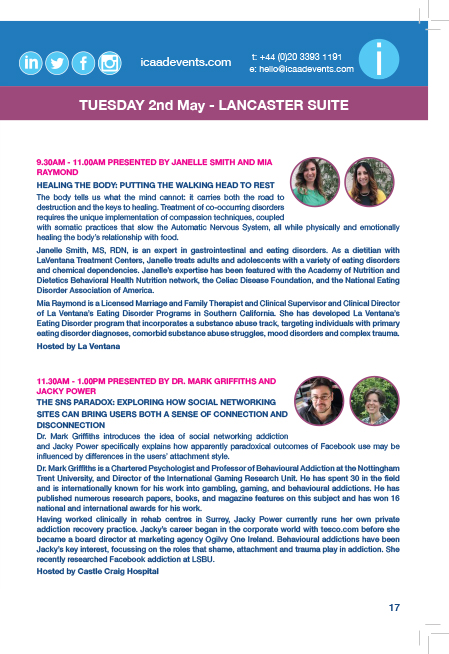 icaadevents.com
t: +44 (0)20 3393 1191
e: hello@icaadevents.com
i
in
f
TUESDAY 2nd May - LANCASTER SUITE
9.30AM - 11.00AM PRESENTED BY JANELLE SMITH AND MIA
RAYMOND
HEALING THE BODY: PUTTING THE WALKING HEAD TO REST
The body tells us what the mind cannot: it carries both the road to
destruction and the keys to healing. Treatment of co-occurring disorders
requires the unique implementation of compassion techniques, coupled
with somatic practices that slow the Automatic Nervous System, all while physically and emotionally
healing the body's relationship with food.
Janelle Smith, MS, RDN, is an expert in gastrointestinal and eating disorders. As a dietitian with
LaVentana Treatment Centers, Janelle treats adults and adolescents with a variety of eating disorders
and chemical dependencies. Janelle's expertise has been featured with the Academy of Nutrition and
Dietetics Behavioral Health Nutrition network, the Celiac Disease Foundation, and the National Eating
Disorder Association of America.
Mia Raymond is a Licensed Marriage and Family Therapist and Clinical Supervisor and Clinical Director
of La Ventana's Eating Disorder Programs in Southern California. She has developed La Ventana's
Eating Disorder program that incorporates a substance abuse track, targeting individuals with primary
eating disorder diagnoses, comorbid substance abuse struggles, mood disorders and complex trauma.
Hosted by La Ventana
11.30AM - 1.00PM PRESENTED BY DR. MARK GRIFFITHS AND
JACKY POWER
THE SNS PARADOX: EXPLORING HOW SOCIAL NETWORKING
SITES CAN BRING USERS BOTH A SENSE OF CONNECTION AND
DISCONNECTION
Dr. Mark Griffiths introduces the idea of social networking addiction
and Jacky Power specifically explains how apparently paradoxical outcomes of Facebook use may be
influenced by differences in the users' attachment style.
Dr. Mark Griffiths is a Chartered Psychologist and Professor of Behavioural Addiction at the Nottingham
Trent University, and Director of the International Gaming Research Unit. He has spent 30 in the field
and is internationally known for his work into gambling, gaming, and behavioural addictions. He has
published numerous research papers, books, and magazine features on this subject and has won 16
national and international awards for his work.
Having worked clinically in rehab centres in Surrey, Jacky Power currently runs her own private
addiction recovery practice. Jacky's career began in the corporate world with tesco.com before she
became a board director at marketing agency Ogilvy One Ireland. Behavioural addictions have been
Jacky's key interest, focussing on the roles that shame, attachment and trauma play in addiction. She
recently researched Facebook addiction at LSBU.
Hosted by Castle Craig Hospital
17